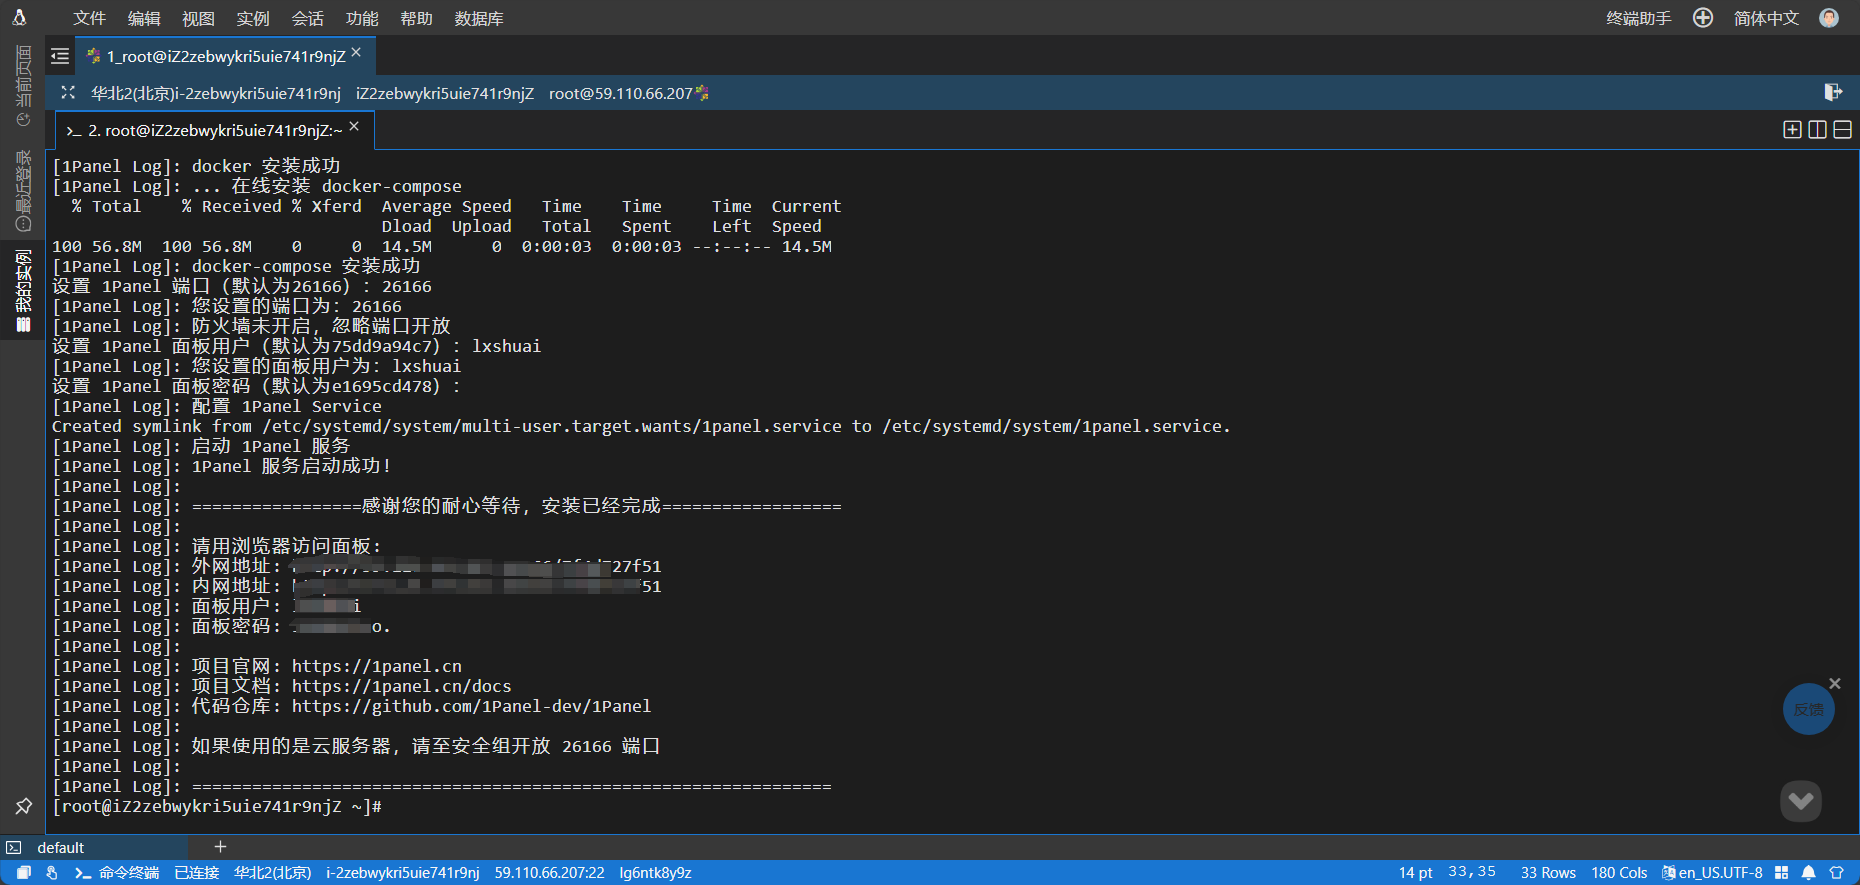 文件 编辑 视图 实例 会话 功能 帮助 数据库 终端助手 简体中文
当前页面
最近登录
我的实例
1_root@iZ2zebwykri5uie741r9njZ
华北2(北京)i-2zebwykri5uie741r9nj iZ2zebwykri5uie741r9njZ root@59.110.66.207
2. root@iZ2zebwykri5uie741r9njZ:~
[1Panel Log]: docker 安装成功
[1Panel Log]: ... 在线安装 docker-compose
% Total % Received % Xferd Average Speed Time Time Time Current
Dload Upload Total Spent Left Speed
100 56.8M 100 56.8M 0 0 14.5M 0 0:00:03 0:00:03 --:--:-- 14.5M
[1Panel Log]: docker-compose 安装成功
设置 1Panel 端口（默认为26166）: 26166
[1Panel Log]: 您设置的端口为: 26166
[1Panel Log]: 防火墙未开启，忽略端口开放
设置 1Panel 面板用户（默认为75dd9a94c7）: lxshuai
[1Panel Log]: 您设置的面板用户为: lxshuai
设置 1Panel 面板密码（默认为e1695cd478）:
[1Panel Log]: 配置 1Panel Service
Created symlink from /etc/systemd/system/multi-user.target.wants/1panel.service to /etc/systemd/system/1panel.service.
[1Panel Log]: 启动 1Panel 服务
[1Panel Log]: 1Panel 服务启动成功!
[1Panel Log]:
[1Panel Log]: =================感谢您的耐心等待，安装已经完成==================
[1Panel Log]:
[1Panel Log]: 请用浏览器访问面板:
[1Panel Log]: 外网地址: 27f51
[1Panel Log]: 内网地址: f51
[1Panel Log]: 面板用户: i
[1Panel Log]: 面板密码: o.
[1Panel Log]:
[1Panel Log]: 项目官网: https://1panel.cn
[1Panel Log]: 项目文档: https://1panel.cn/docs
[1Panel Log]: 代码仓库: https://github.com/1Panel-dev/1Panel
[1Panel Log]:
[1Panel Log]: 如果使用的是云服务器，请至安全组开放 26166 端口
[1Panel Log]:
[1Panel Log]: ================================================================
[root@iZ2zebwykri5uie741r9njZ ~]#
反馈
default
命令终端 已连接 华北2(北京) i-2zebwykri5uie741r9nj 59.110.66.207:22 lg6ntk8y9z 14 pt 33,35 33 Rows 180 Cols en_US.UTF-8